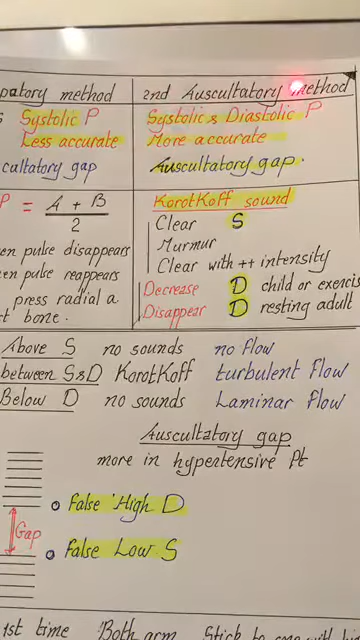 patory method
2nd Auscultatory method
Systolic P
Less accurate
cultatory gap
Systolic & Diastolic P
More accurate
Auscultatory gap.
P = A + B
2
en pulse disappears
en pulse reappears
press radial a
bone.
Korotkoff sound
Clear S
Murmur
Clear with ++ intensity
Decrease D child or exercis
Disappear D resting adult
Above S no sounds no flow
between S&D Korotkoff turbulent flow
Below D no sounds Laminar flow
Auscultatory gap
more in hypertensive Pt
Gap
False High D
False Low S
1st time Both arm